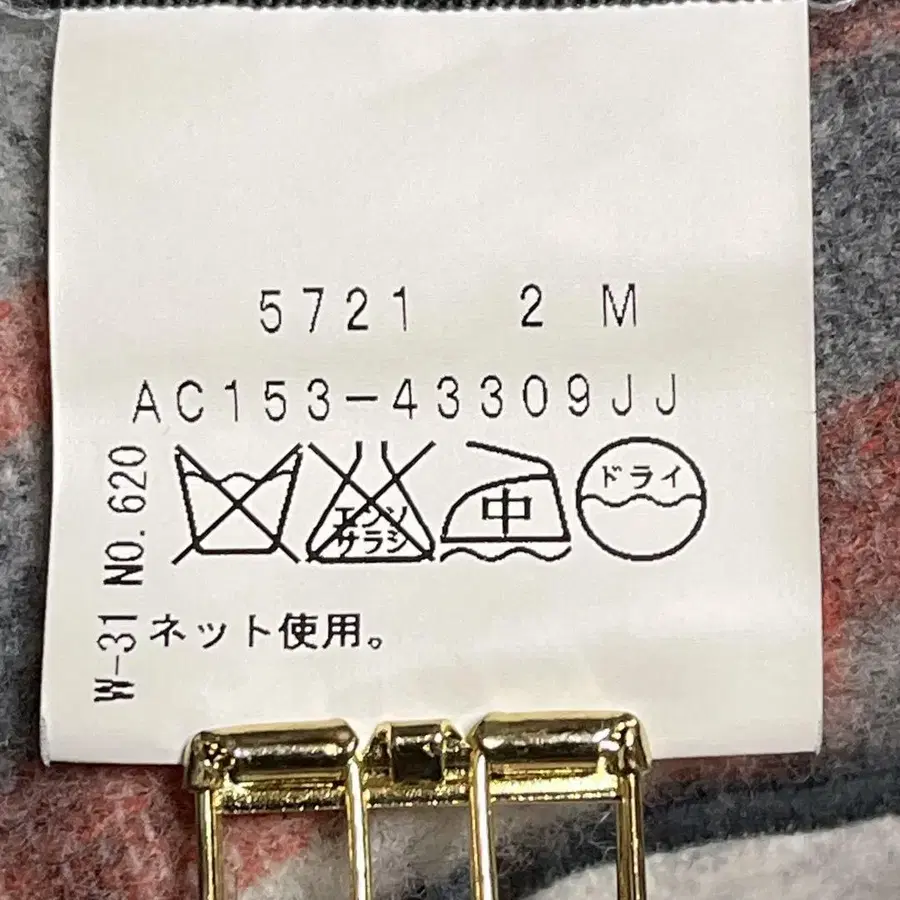 5721 2 M
AC153-43309JJ
エンソ
サラシ
中
ドライ
ネット使用。
W-31 NO.620